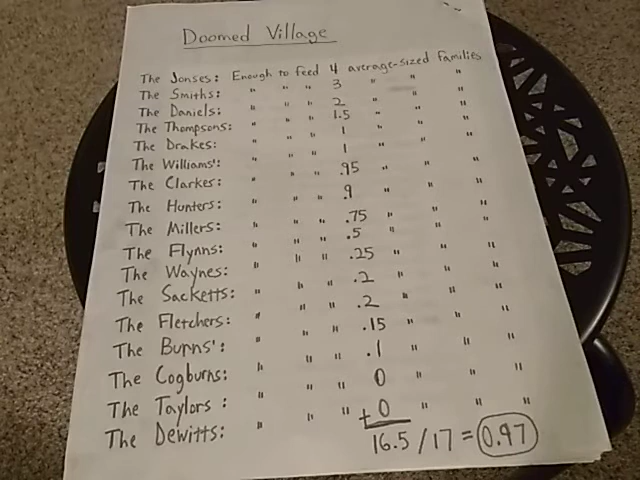 Doomed Village
The Jonses: Enough to feed 4 average-sized families
The Smiths: " " " 3 " "
The Daniels: " " " 2 " "
The Thompsons: " " " 1.5 " "
The Drakes: " " " 1 " "
The Williams': " " " 1 " "
The Clarkes: " " " .95 " " "
The Hunters: " " " .9 " " "
The Millers: " " " .75 " " "
The Flynns: " " " .5 " " "
The Waynes: " " " .25 " " "
The Sacketts: " " " .2 " " "
The Fletchers: " " " .2 " " "
The Burns': " " " .15 " " "
The Cogburns: " " " .1 " " "
The Taylors: " " " 0 " " "
The Dewitts: " " " + 0 " " "
16.5 / 17 = 0.97